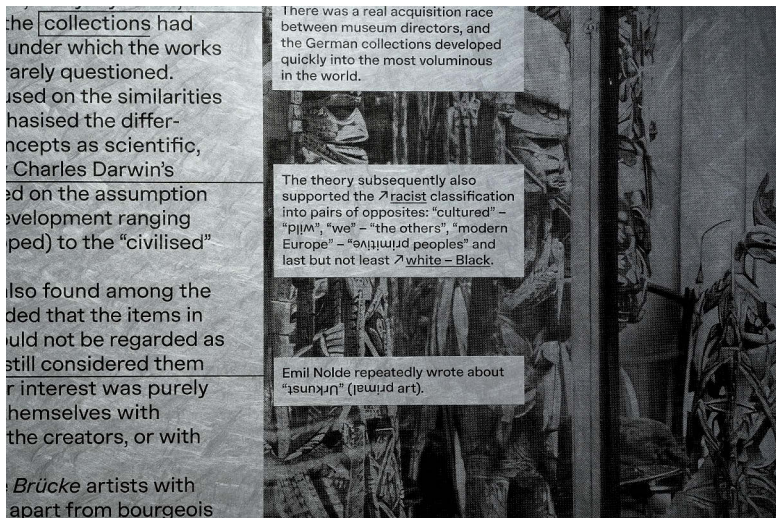 the collections had
under which the works
rarely questioned.
used on the similarities
hasised the differ-
ncepts as scientific,
Charles Darwin's
ed on the assumption
evelopment ranging
ped) to the “civilised”
also found among the
ded that the items in
ould not be regarded as
still considered them
r interest was purely
hemselves with
the creators, or with
Brücke artists with
apart from bourgeois
There was a real acquisition race
between museum directors, and
the German collections developed
quickly into the most voluminous
in the world.
The theory subsequently also
supported the ↗racist classification
into pairs of opposites: “cultured” –
“wild”, “we” – “the others”, “modern
Europe” – “primitive peoples” and
last but not least ↗white – Black.
Emil Nolde repeatedly wrote about
“Urkunst” (primal art).